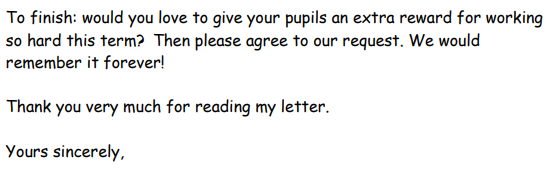 To finish: would you love to give your pupils an extra reward for working
so hard this term?  Then please agree to our request. We would
remember it forever!
Thank you very much for reading my letter.
Yours sincerely,